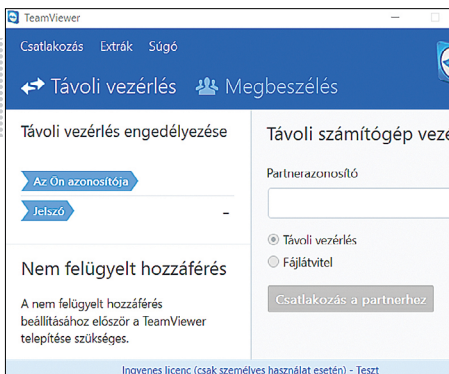 TeamViewer
Csatlakozás Extrák Súgó
Távoli vezérlés Megbeszélés
Távoli vezérlés engedélyezése
Az Ön azonosítója
Jelszó -
Nem felügyelt hozzáférés
A nem felügyelt hozzáférés
beállításához először a TeamViewer
telepítése szükséges.
Távoli számítógép veze
Partnerazonosító
Távoli vezérlés
Fájlátvitel
Csatlakozás a partnerhez
Ingyenes licenc (csak személyes használat esetén) - Teszt